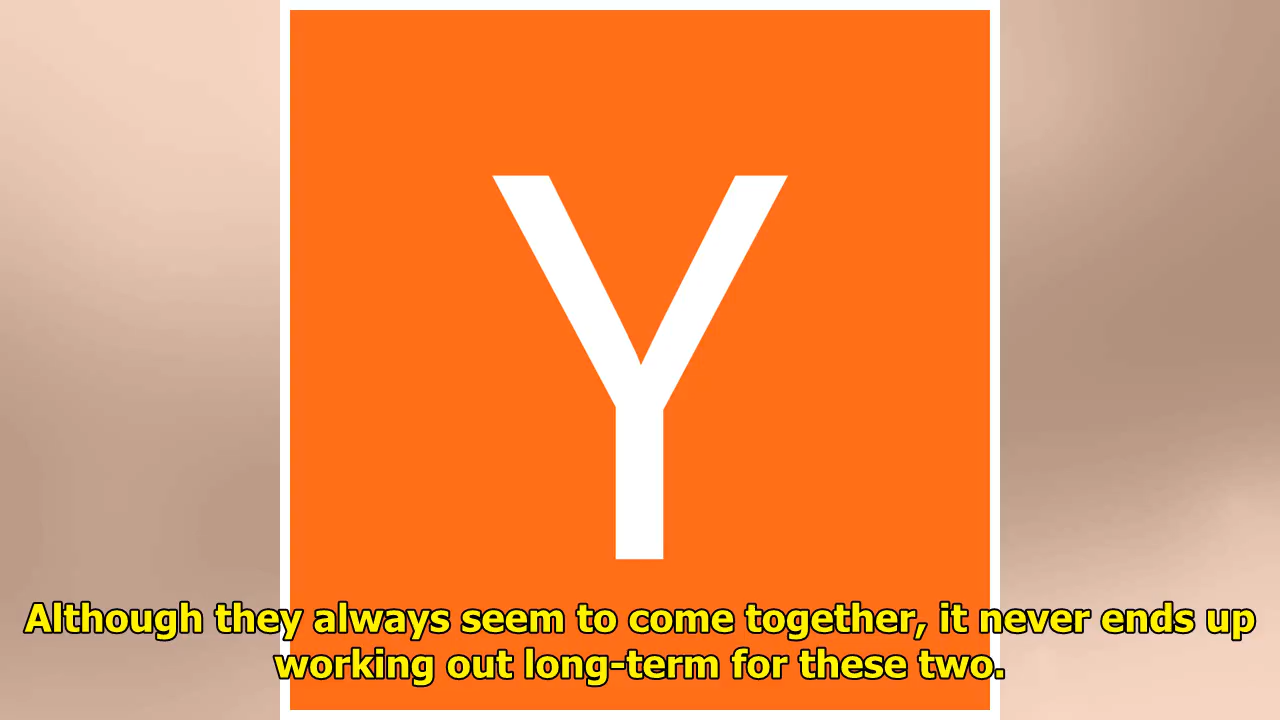 Y
Although they always seem to come together, it never ends up
working out long-term for these two.